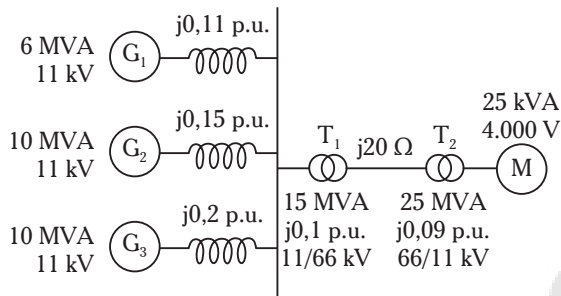 j0,11 p.u.
6 MVA
11 kV
G1
j0,15 p.u.
10 MVA
11 kV
G2
j0,2 p.u.
10 MVA
11 kV
G3
T1
j20 Ω
T2
15 MVA
j0,1 p.u.
11/66 kV
25 MVA
j0,09 p.u.
66/11 kV
25 kVA
4.000 V
M